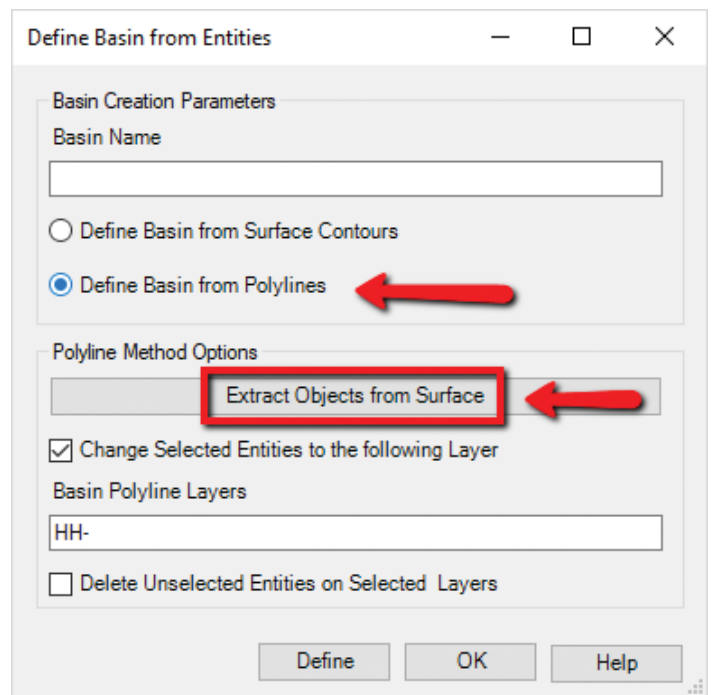 Define Basin from Entities
Basin Creation Parameters
Basin Name
Define Basin from Surface Contours
Define Basin from Polylines
Polyline Method Options
Extract Objects from Surface
Change Selected Entities to the following Layer
Basin Polyline Layers
HH-
Delete Unselected Entities on Selected Layers
Define OK Help